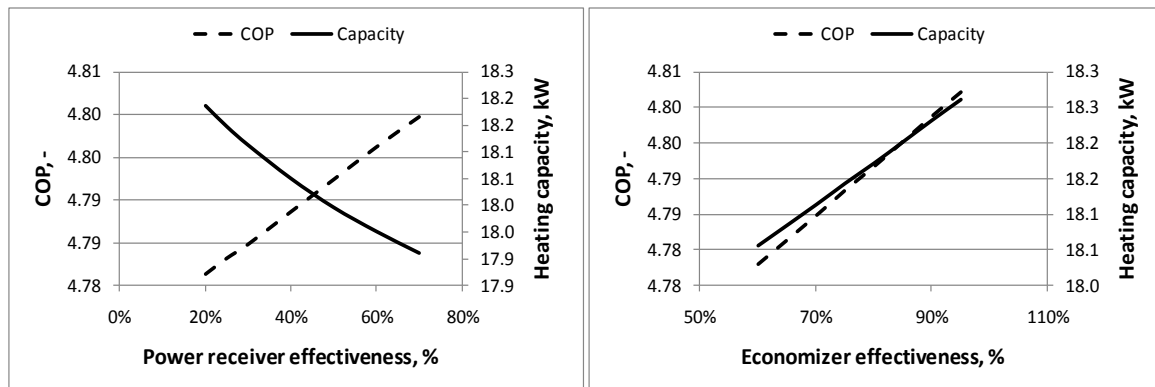 COP Capacity
4.81
4.80
4.80
4.79
4.79
4.78
COP, -
18.3
18.2
18.2
18.1
18.1
18.0
18.0
17.9
17.9
Heating capacity, kW
0% 20% 40% 60% 80%
Power receiver effectiveness, %
COP Capacity
4.81
4.80
4.80
4.79
4.79
4.78
4.78
COP, -
18.3
18.3
18.2
18.2
18.1
18.1
18.0
Heating capacity, kW
50% 70% 90% 110%
Economizer effectiveness, %